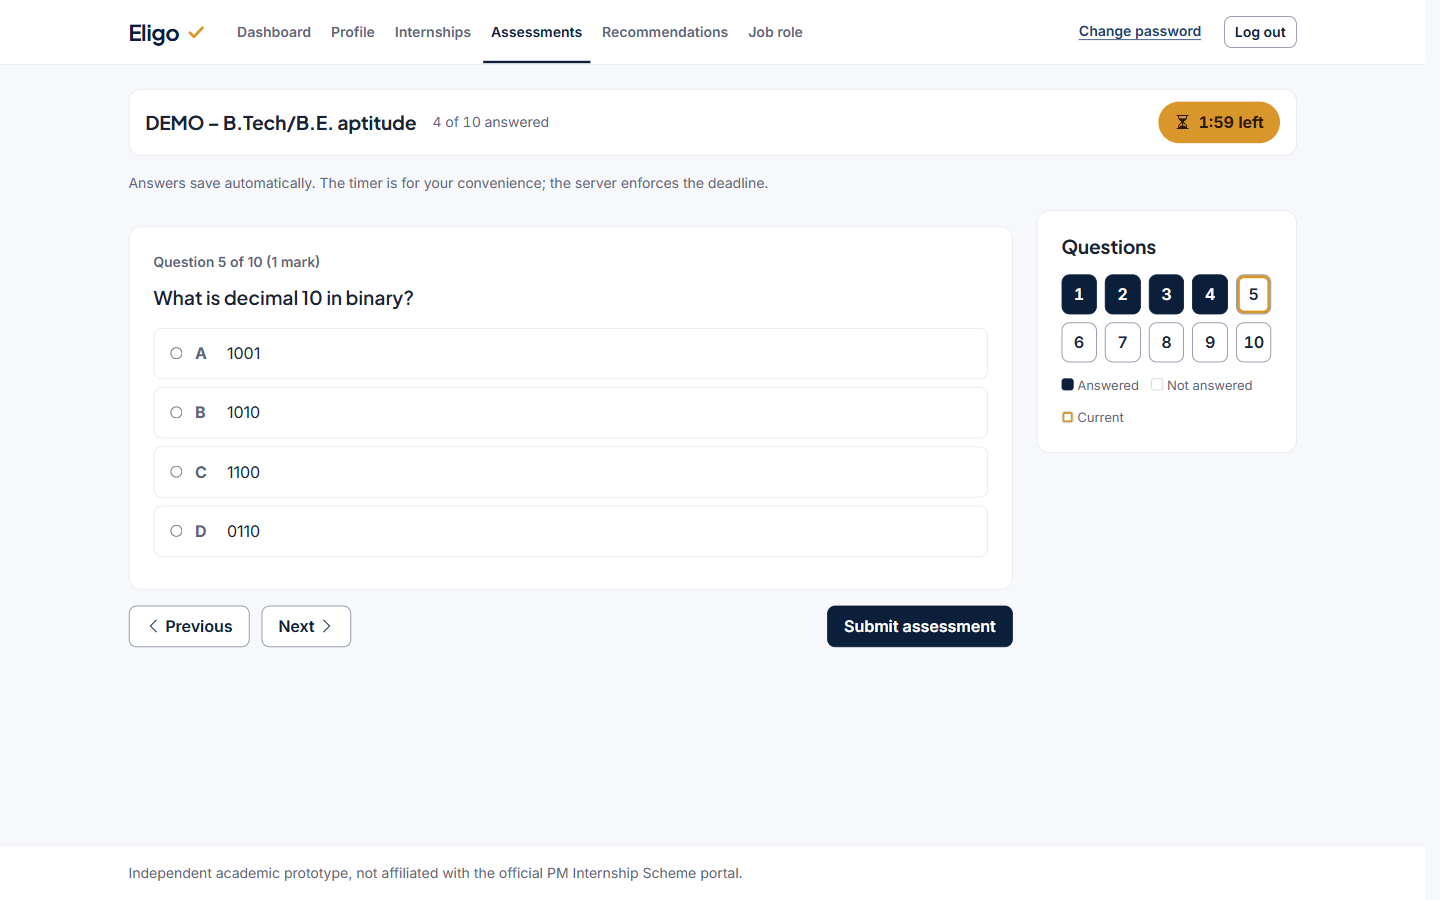 Eligo Dashboard Profile Internships Assessments Recommendations Job role Change password Log out
DEMO – B.Tech/B.E. aptitude 4 of 10 answered 1:59 left
Answers save automatically. The timer is for your convenience; the server enforces the deadline.
Question 5 of 10 (1 mark)
What is decimal 10 in binary?
A 1001
B 1010
C 1100
D 0110
Previous Next Submit assessment
Questions
1 2 3 4 5
6 7 8 9 10
Answered Not answered
Current
Independent academic prototype, not affiliated with the official PM Internship Scheme portal.